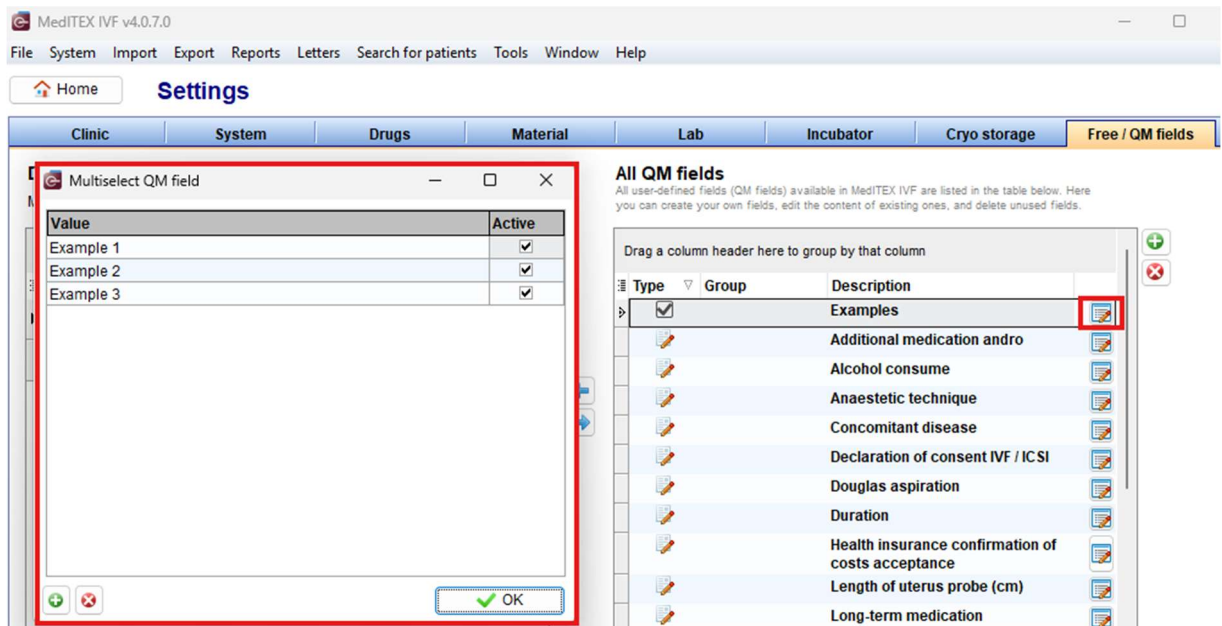 MedITEX IVF v4.0.7.0
File System Import Export Reports Letters Search for patients Tools Window Help
Home
Settings
Clinic System Drugs Material Lab Incubator Cryo storage Free / QM fields
Multiselect QM field
Value Active
Example 1
Example 2
Example 3
OK
All QM fields
All user-defined fields (QM fields) available in MedITEX IVF are listed in the table below. Here
you can create your own fields, edit the content of existing ones, and delete unused fields.
Drag a column header here to group by that column
Type Group Description
Examples
Additional medication andro
Alcohol consume
Anaestetic technique
Concomitant disease
Declaration of consent IVF / ICSI
Douglas aspiration
Duration
Health insurance confirmation of
costs acceptance
Length of uterus probe (cm)
Long-term medication